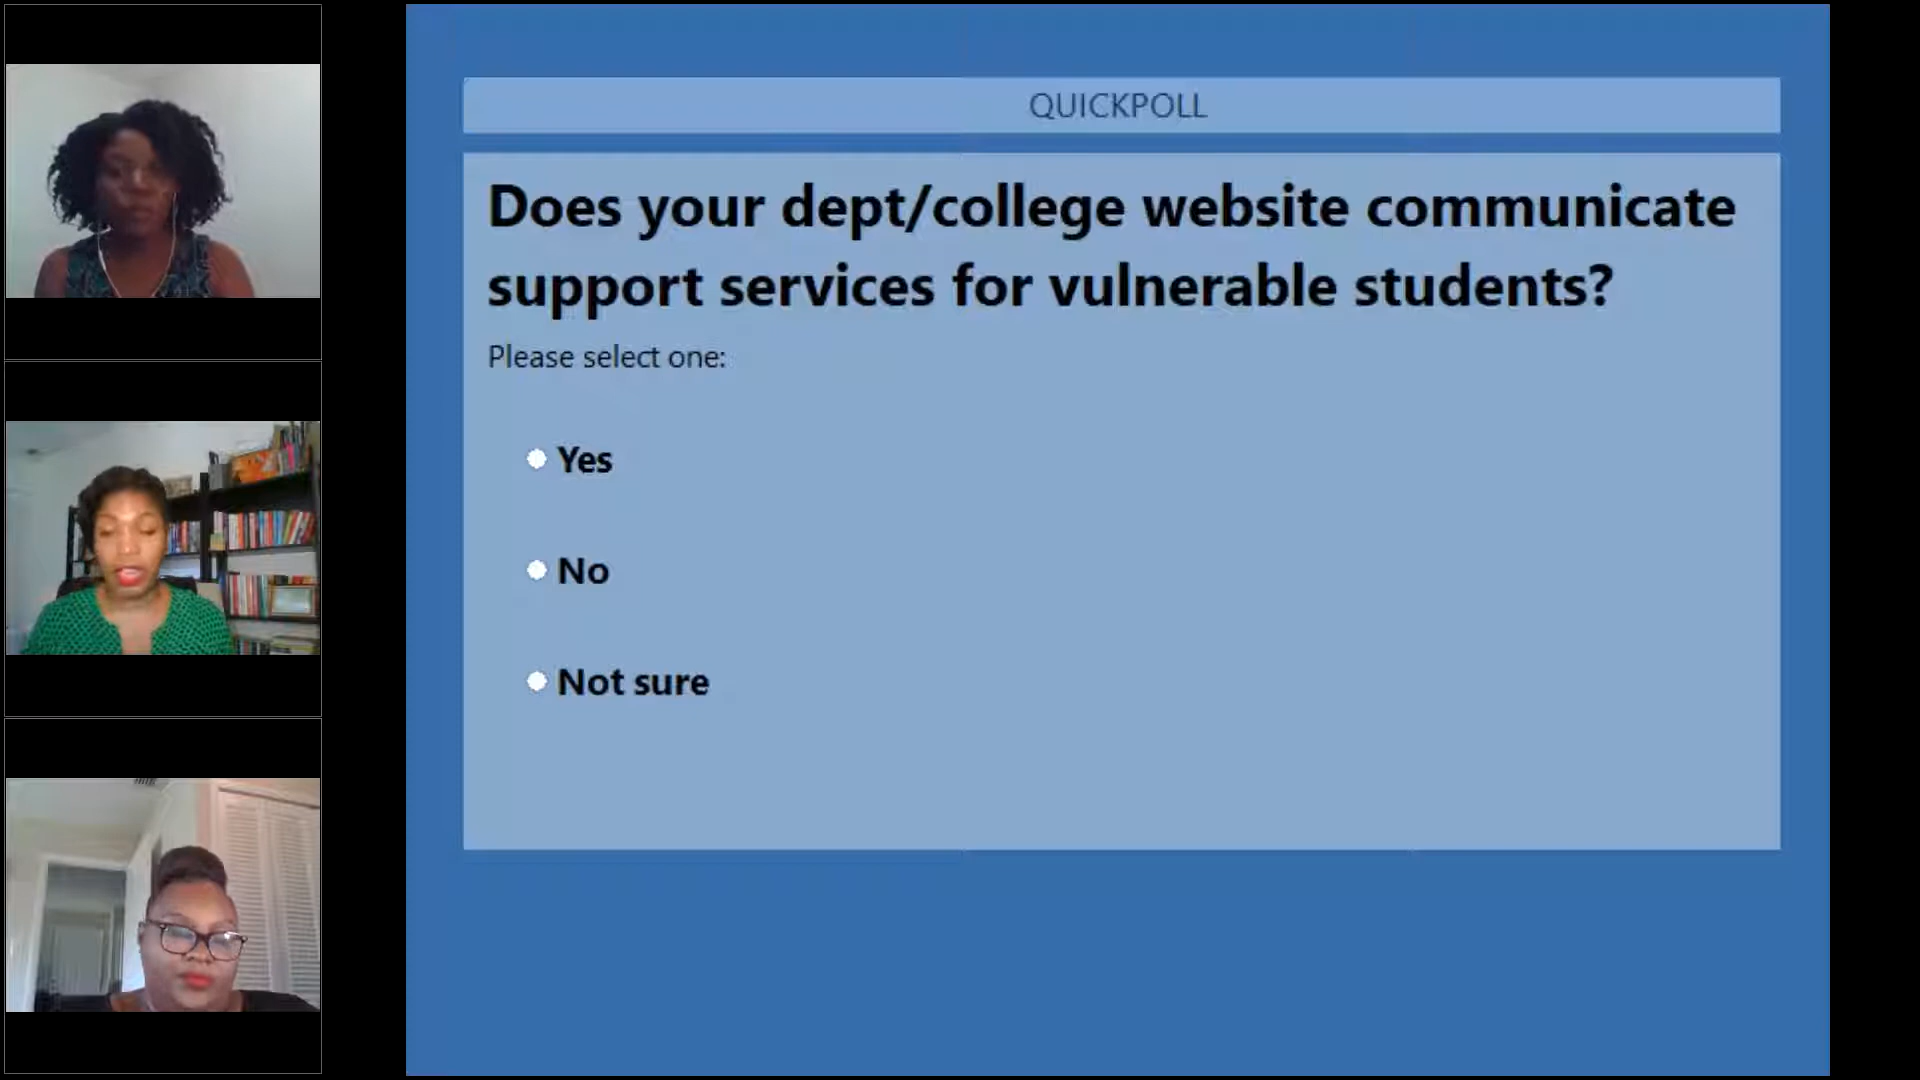 QUICKPOLL
Does your dept/college website communicate
support services for vulnerable students?
Please select one:
Yes
No
Not sure